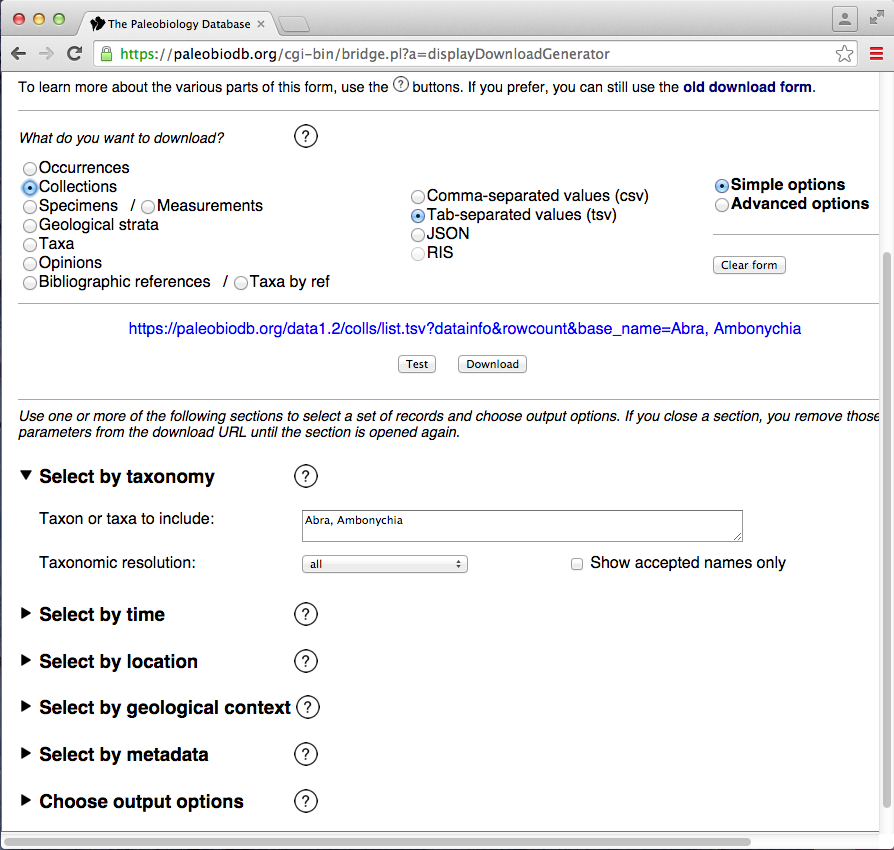 The Paleobiology Database
https://paleobiodb.org/cgi-bin/bridge.pl?a=displayDownloadGenerator
To learn more about the various parts of this form, use the ? buttons. If you prefer, you can still use the old download form.
What do you want to download? ?
Occurrences
Collections
Specimens / Measurements
Geological strata
Taxa
Opinions
Bibliographic references / Taxa by ref
Comma-separated values (csv)
Tab-separated values (tsv)
JSON
RIS
Simple options
Advanced options
Clear form
https://paleobiodb.org/data1.2/colls/list.tsv?datainfo&rowcount&base_name=Abra, Ambonychia
Test Download
Use one or more of the following sections to select a set of records and choose output options. If you close a section, you remove those
parameters from the download URL until the section is opened again.
Select by taxonomy ?
Taxon or taxa to include: Abra, Ambonychia
Taxonomic resolution: all Show accepted names only
Select by time ?
Select by location ?
Select by geological context ?
Select by metadata ?
Choose output options ?